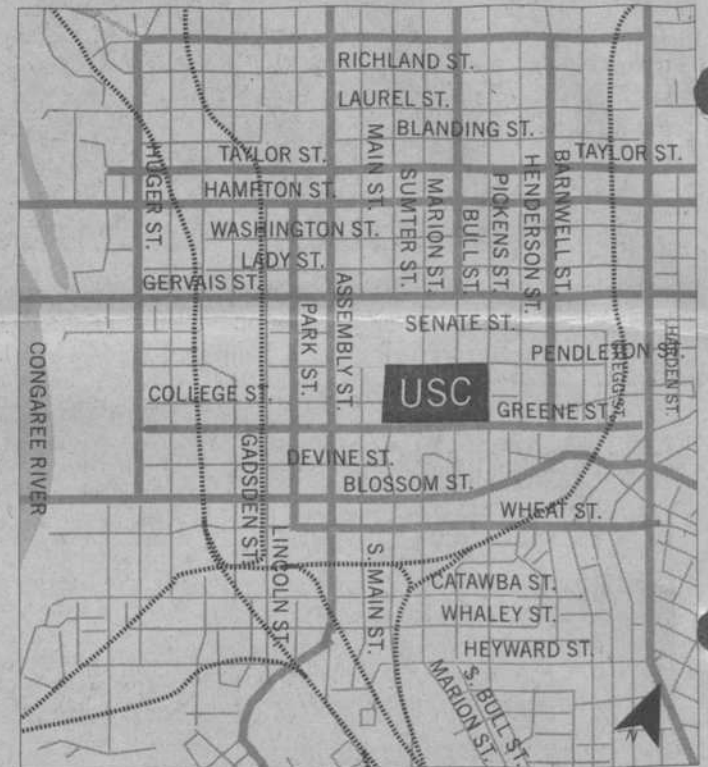 RICHLAND ST.
LAUREL ST.
BLANDING ST.
TAYLOR ST.
TAYLOR ST.
HAMPTON ST.
WASHINGTON ST.
LADY ST.
GERVAIS ST.
HUGER ST.
MAIN ST.
SUMTER ST.
MARION ST.
BULL ST.
PICKENS ST.
HENDERSON ST.
BARNWELL ST.
SENATE ST.
PENDLETON ST.
HARDEN ST.
PARK ST.
ASSEMBLY ST.
USC
COLLEGE ST.
GREENE ST.
CONGAREE RIVER
GADSDEN ST.
DEVINE ST.
BLOSSOM ST.
WHEAT ST.
LINCOLN ST.
S. MAIN ST.
CATAWBA ST.
WHALEY ST.
HEYWARD ST.
S. BULL ST.
MARION ST.
N